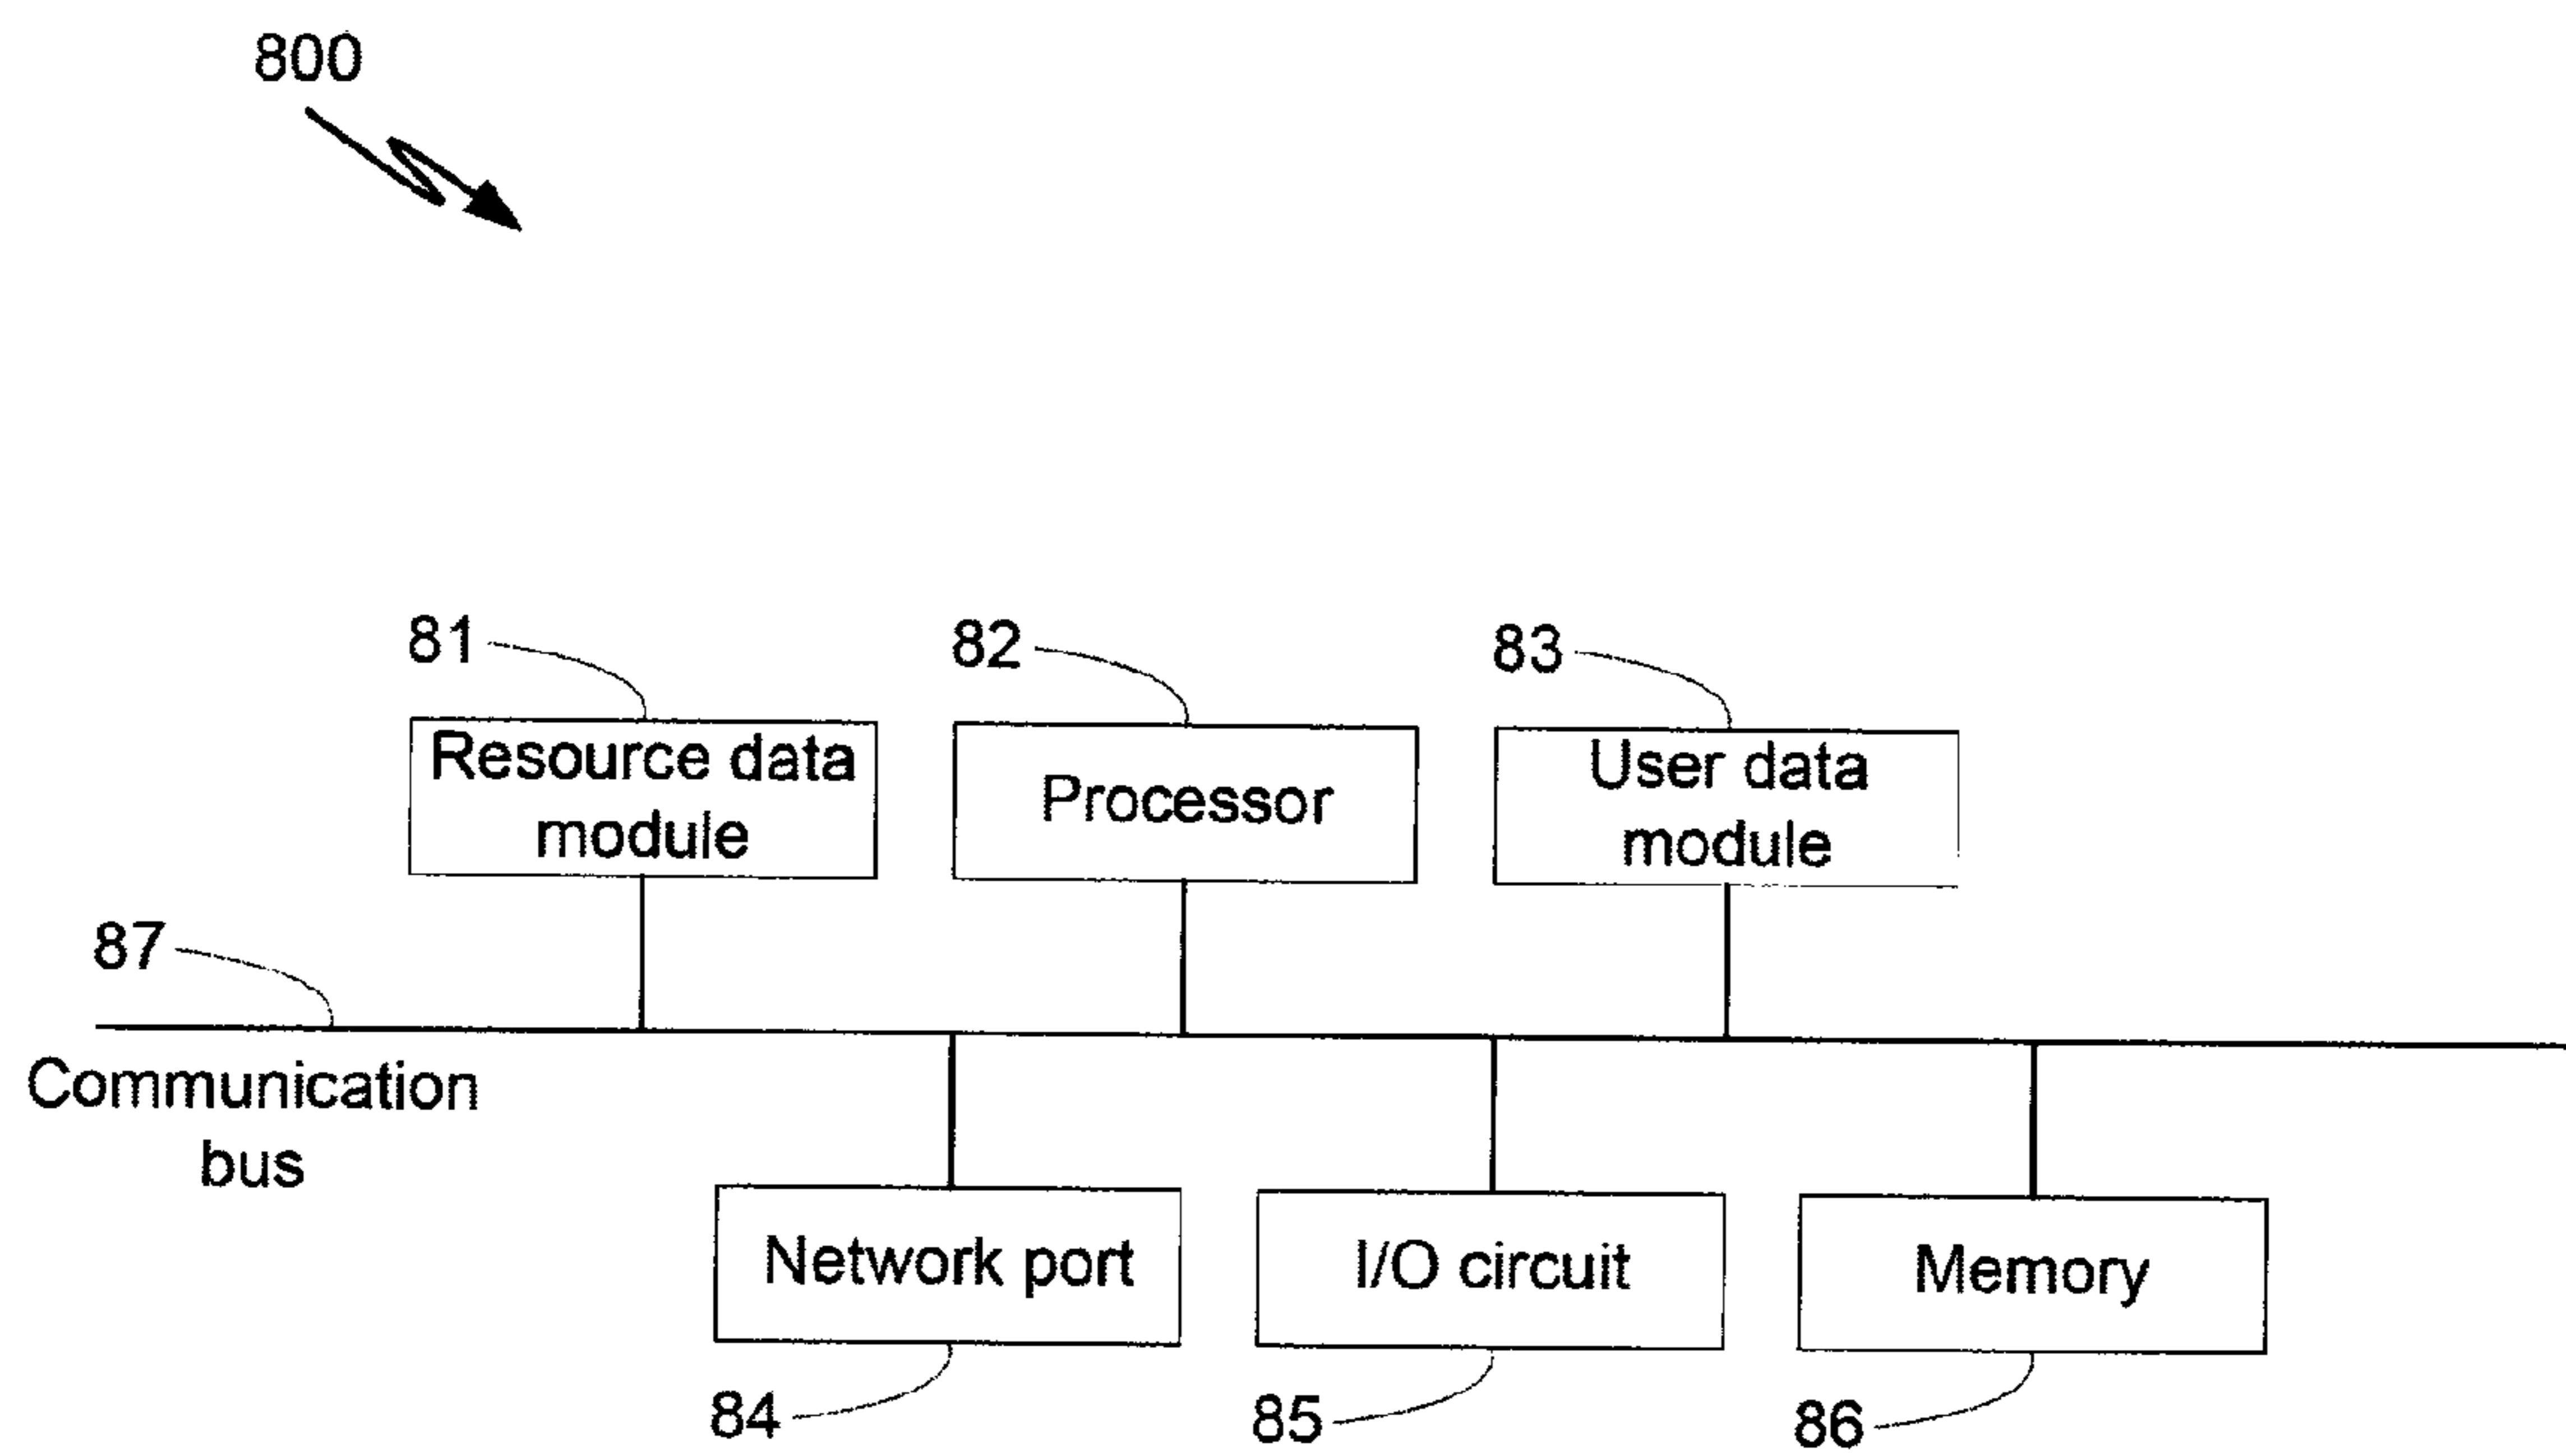 800
81
82
83
Resource data
module
Processor
User data
module
87
Communication
bus
Network port
I/O circuit
Memory
84
85
86